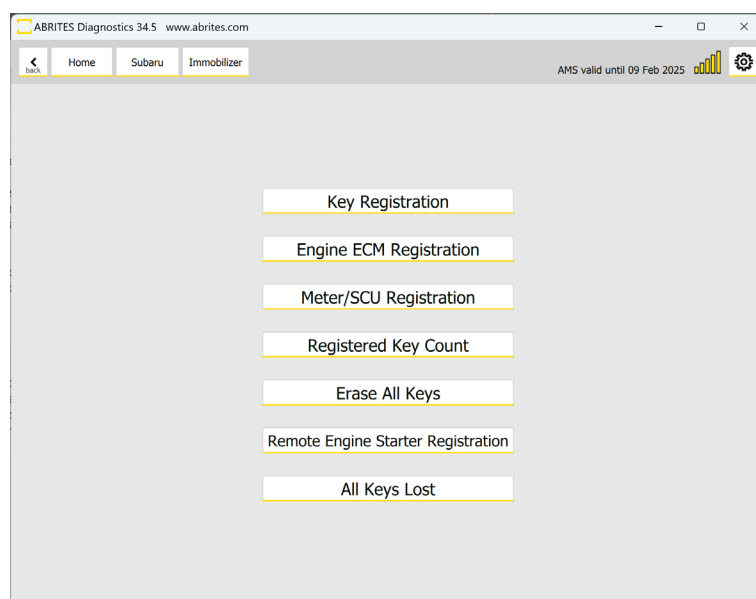 ABRITES Diagnostics 34.5 www.abrites.com
back Home Subaru Immobilizer AMS valid until 09 Feb 2025
Key Registration
Engine ECM Registration
Meter/SCU Registration
Registered Key Count
Erase All Keys
Remote Engine Starter Registration
All Keys Lost